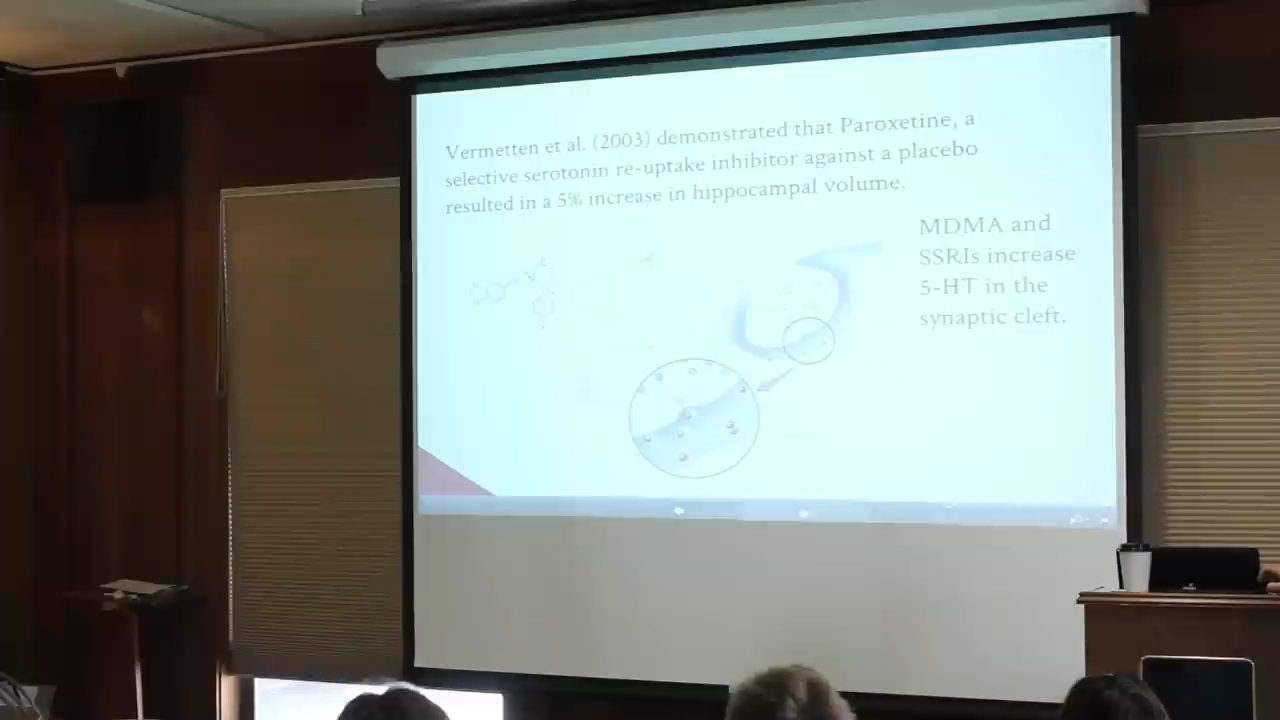 Vermetten et al. (2003) demonstrated that Paroxetine, a
selective serotonin re-uptake inhibitor against a placebo
resulted in a 5% increase in hippocampal volume.
MDMA and
SSRIs increase
5-HT in the
synaptic cleft.